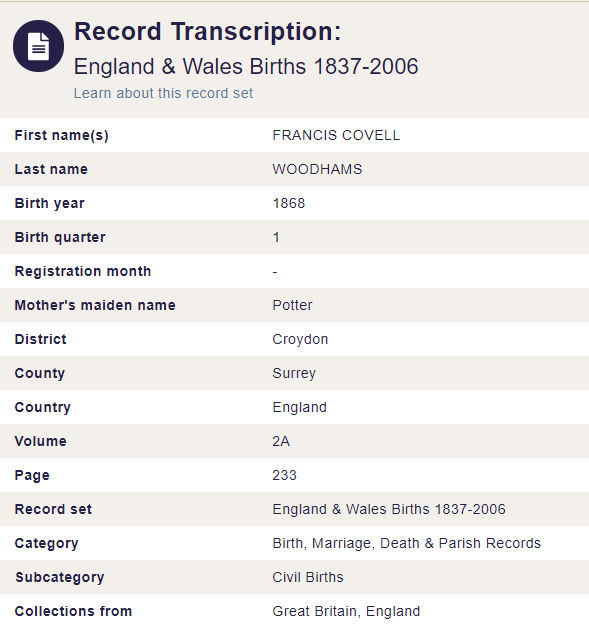 Record Transcription:
England & Wales Births 1837-2006
Learn about this record set
First name(s) FRANCIS COVELL
Last name WOODHAMS
Birth year 1868
Birth quarter 1
Registration month -
Mother's maiden name Potter
District Croydon
County Surrey
Country England
Volume 2A
Page 233
Record set England & Wales Births 1837-2006
Category Birth, Marriage, Death & Parish Records
Subcategory Civil Births
Collections from Great Britain, England